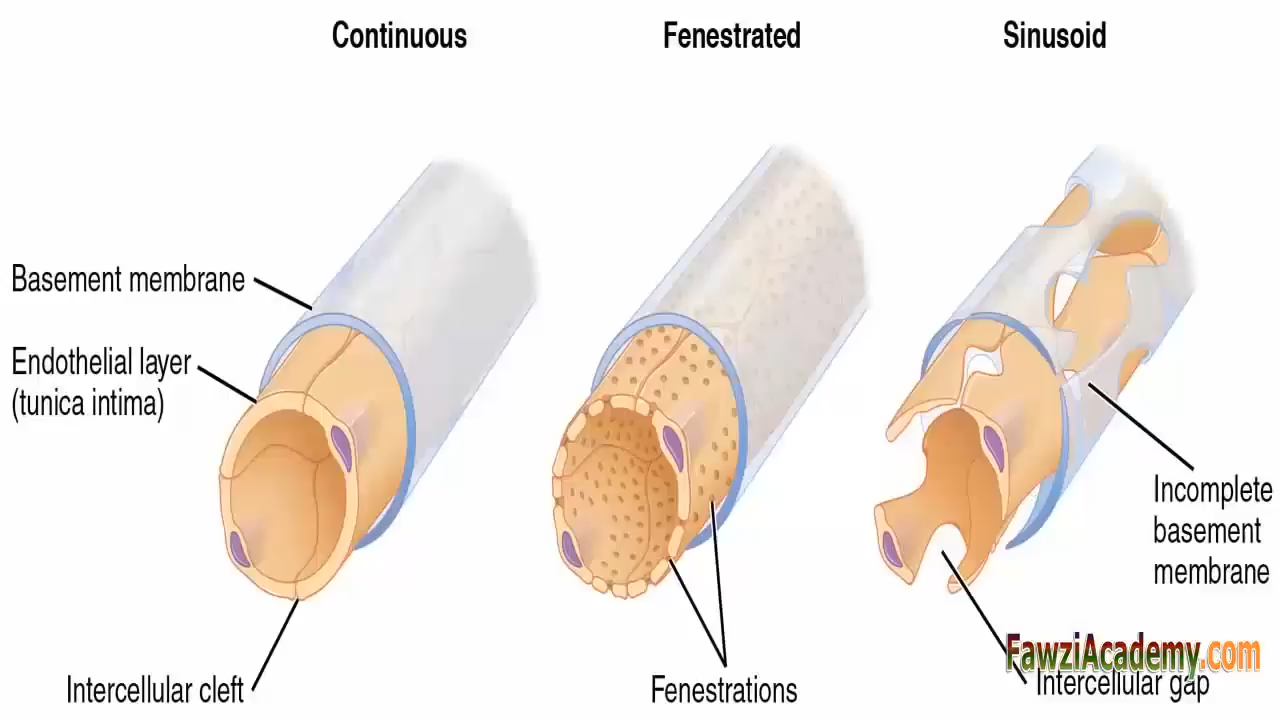 Continuous
Fenestrated
Sinusoid
Basement membrane
Endothelial layer
(tunica intima)
Incomplete
basement
membrane
FawziAcademy.com
Intercellular cleft
Fenestrations
Intercellular gap